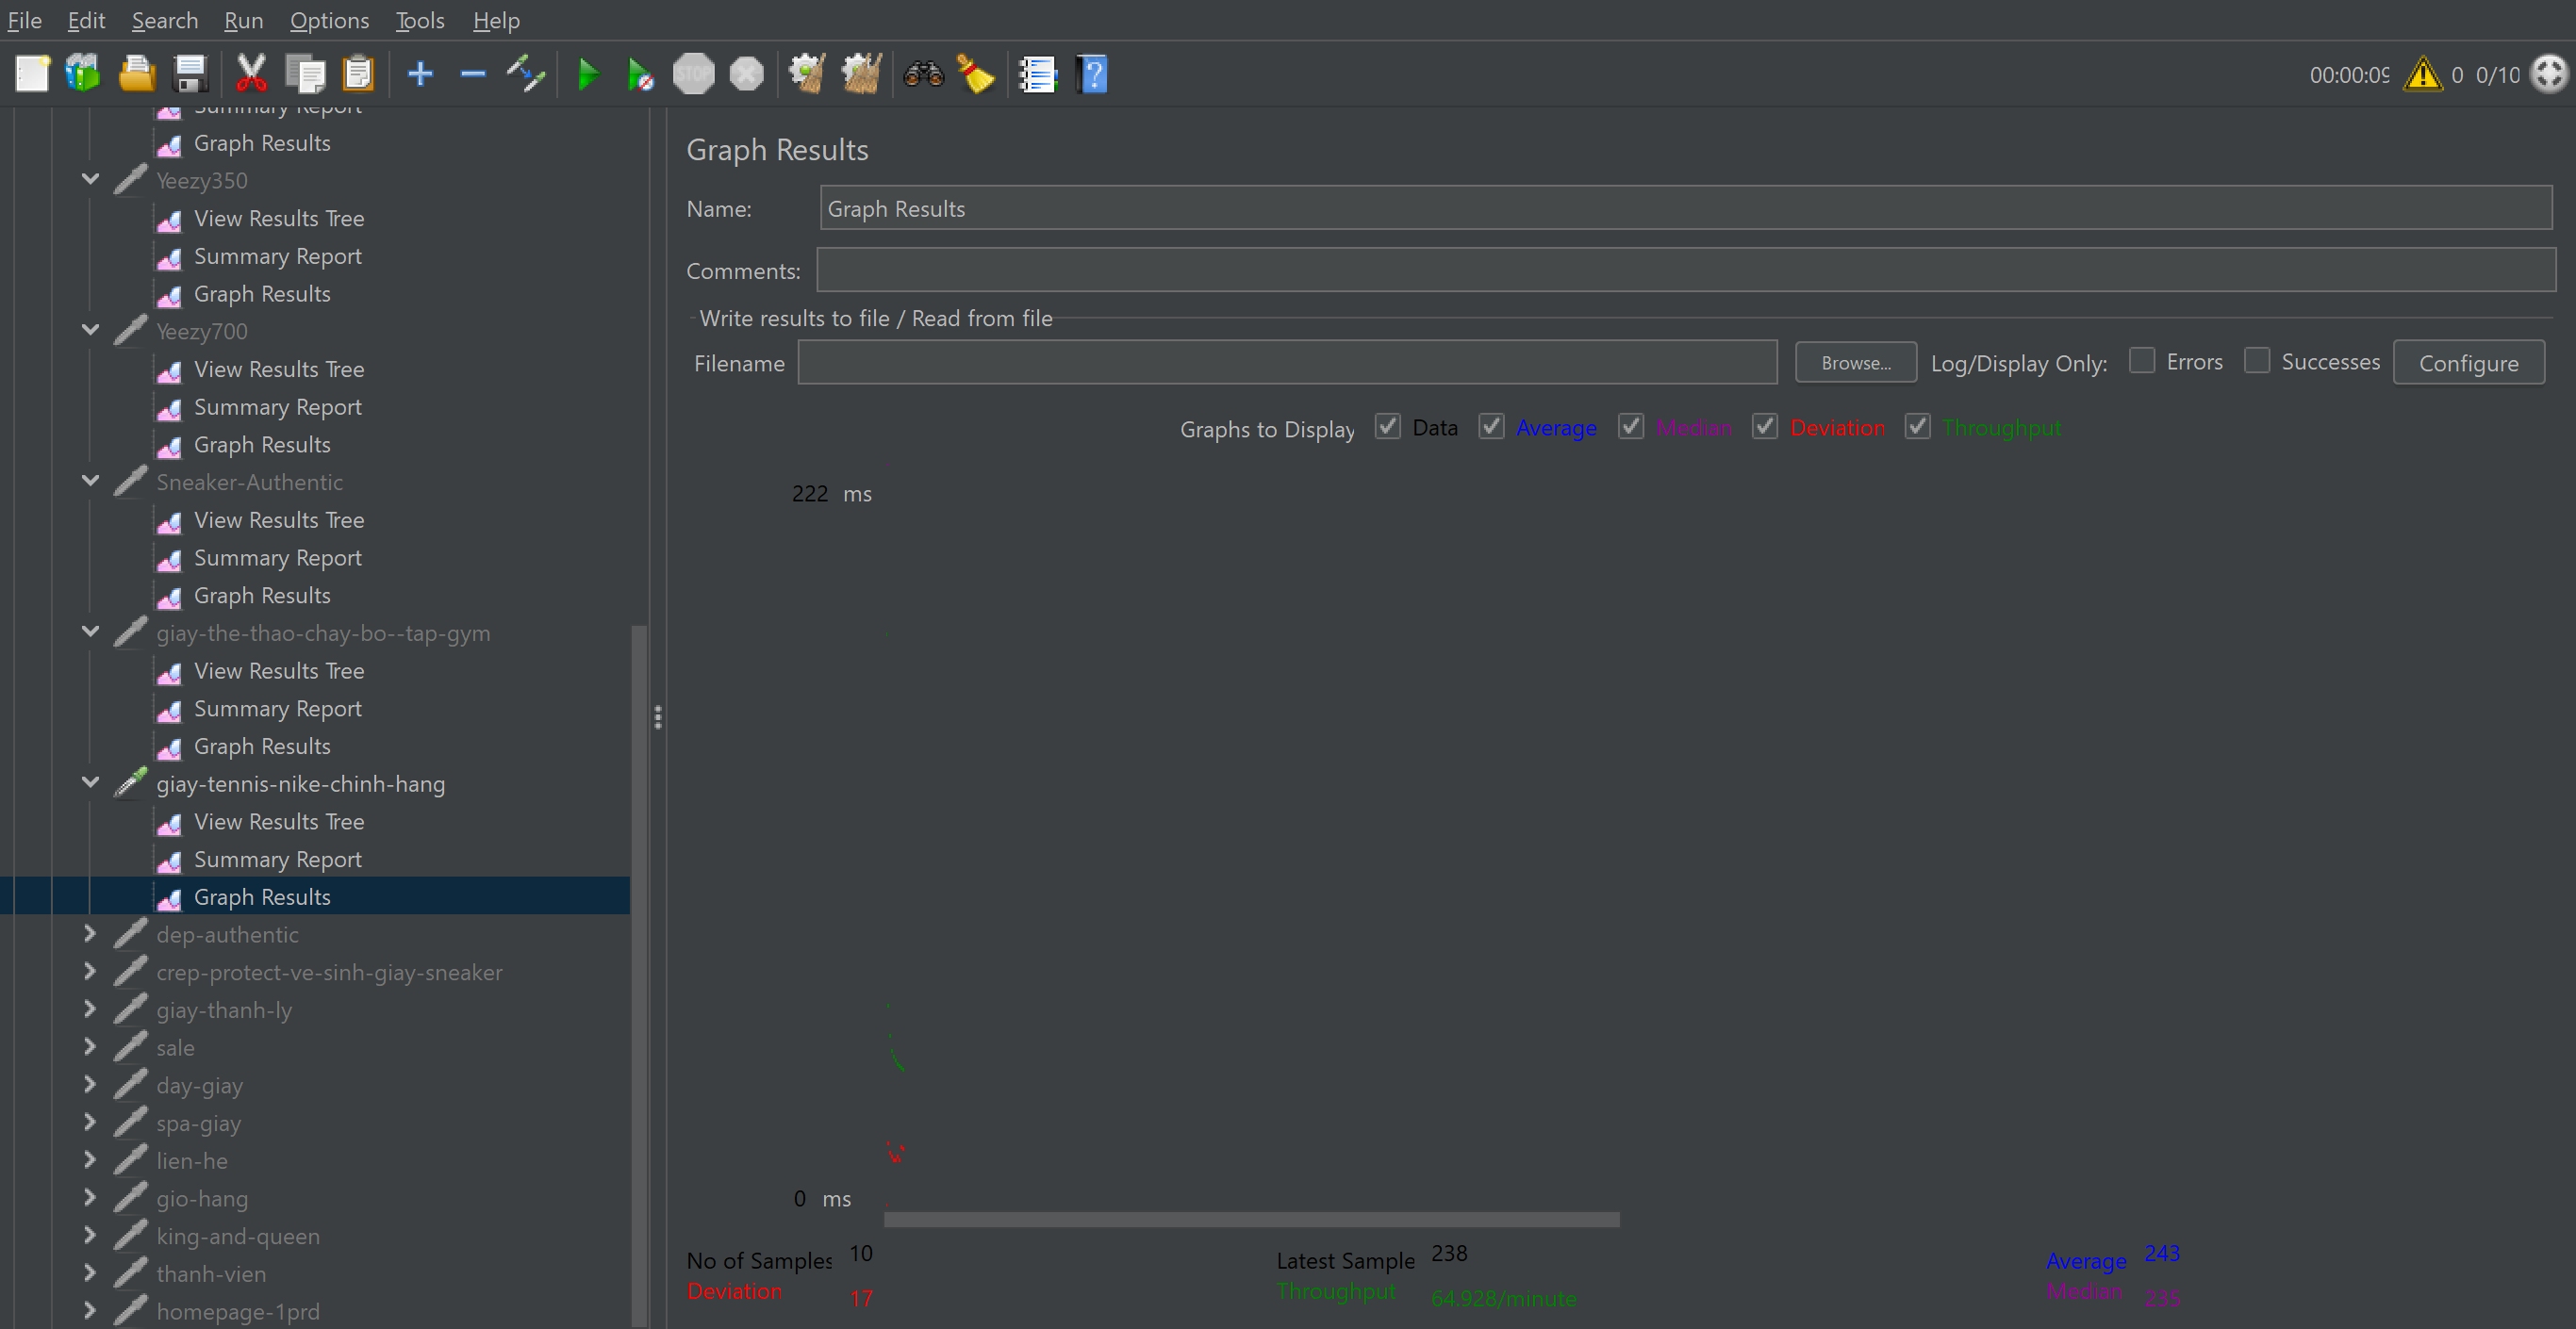 File Edit Search Run Options Tools Help
STOP
00:00:09 0 0/10
Summary Report
Graph Results
Yeezy350
View Results Tree
Summary Report
Graph Results
Yeezy700
View Results Tree
Summary Report
Graph Results
Sneaker-Authentic
View Results Tree
Summary Report
Graph Results
giay-the-thao-chay-bo--tap-gym
View Results Tree
Summary Report
Graph Results
giay-tennis-nike-chinh-hang
View Results Tree
Summary Report
Graph Results
dep-authentic
crep-protect-ve-sinh-giay-sneaker
giay-thanh-ly
sale
day-giay
spa-giay
lien-he
gio-hang
king-and-queen
thanh-vien
homepage-1prd
Graph Results
Name: Graph Results
Comments:
Write results to file / Read from file
Filename Browse... Log/Display Only: Errors Successes Configure
Graphs to Display Data Average Median Deviation Throughput
222 ms
0 ms
No of Samples 10 Latest Sample 238 Average 243
Deviation 17 Throughput 64.928/minute Median 235